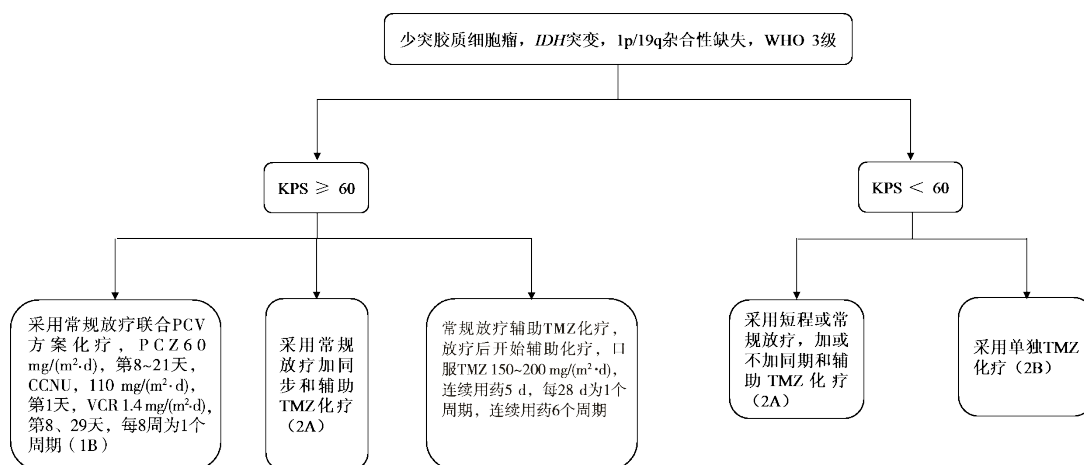 少突胶质细胞瘤，IDH突变，1p/19q杂合性缺失，WHO 3级
KPS ≥ 60
KPS < 60
采用常规放疗联合PCV
方案化疗，PCZ60
mg/(m²·d)，第8~21天，
CCNU，110 mg/(m²·d)，
第1天，VCR 1.4 mg/(m²·d)，
第8、29天，每8周为1个
周期（1B）
采用常规
放疗加同
步和辅助
TMZ化疗
（2A）
常规放疗辅助TMZ化疗，
放疗后开始辅助化疗，口
服TMZ 150~200 mg/(m²·d)，
连续用药5 d，每28 d为1个
周期，连续用药6个周期
采用短程或常
规放疗，加或
不加同期和辅
助TMZ化疗
（2A）
采用单独TMZ
化疗（2B）